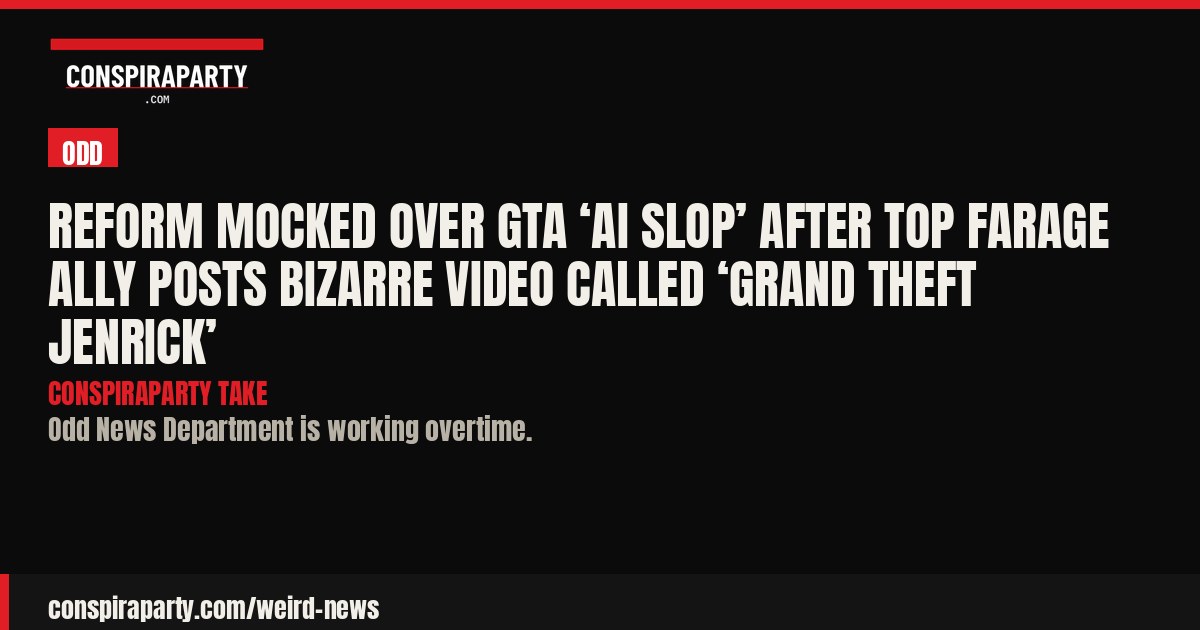 CONSPIRAPARTY
.COM
ODD
REFORM MOCKED OVER GTA ‘AI SLOP’ AFTER TOP FARAGE
ALLY POSTS BIZARRE VIDEO CALLED ‘GRAND THEFT
JENRICK’
CONSPIRAPARTY TAKE
Odd News Department is working overtime.
conspiraparty.com/weird-news